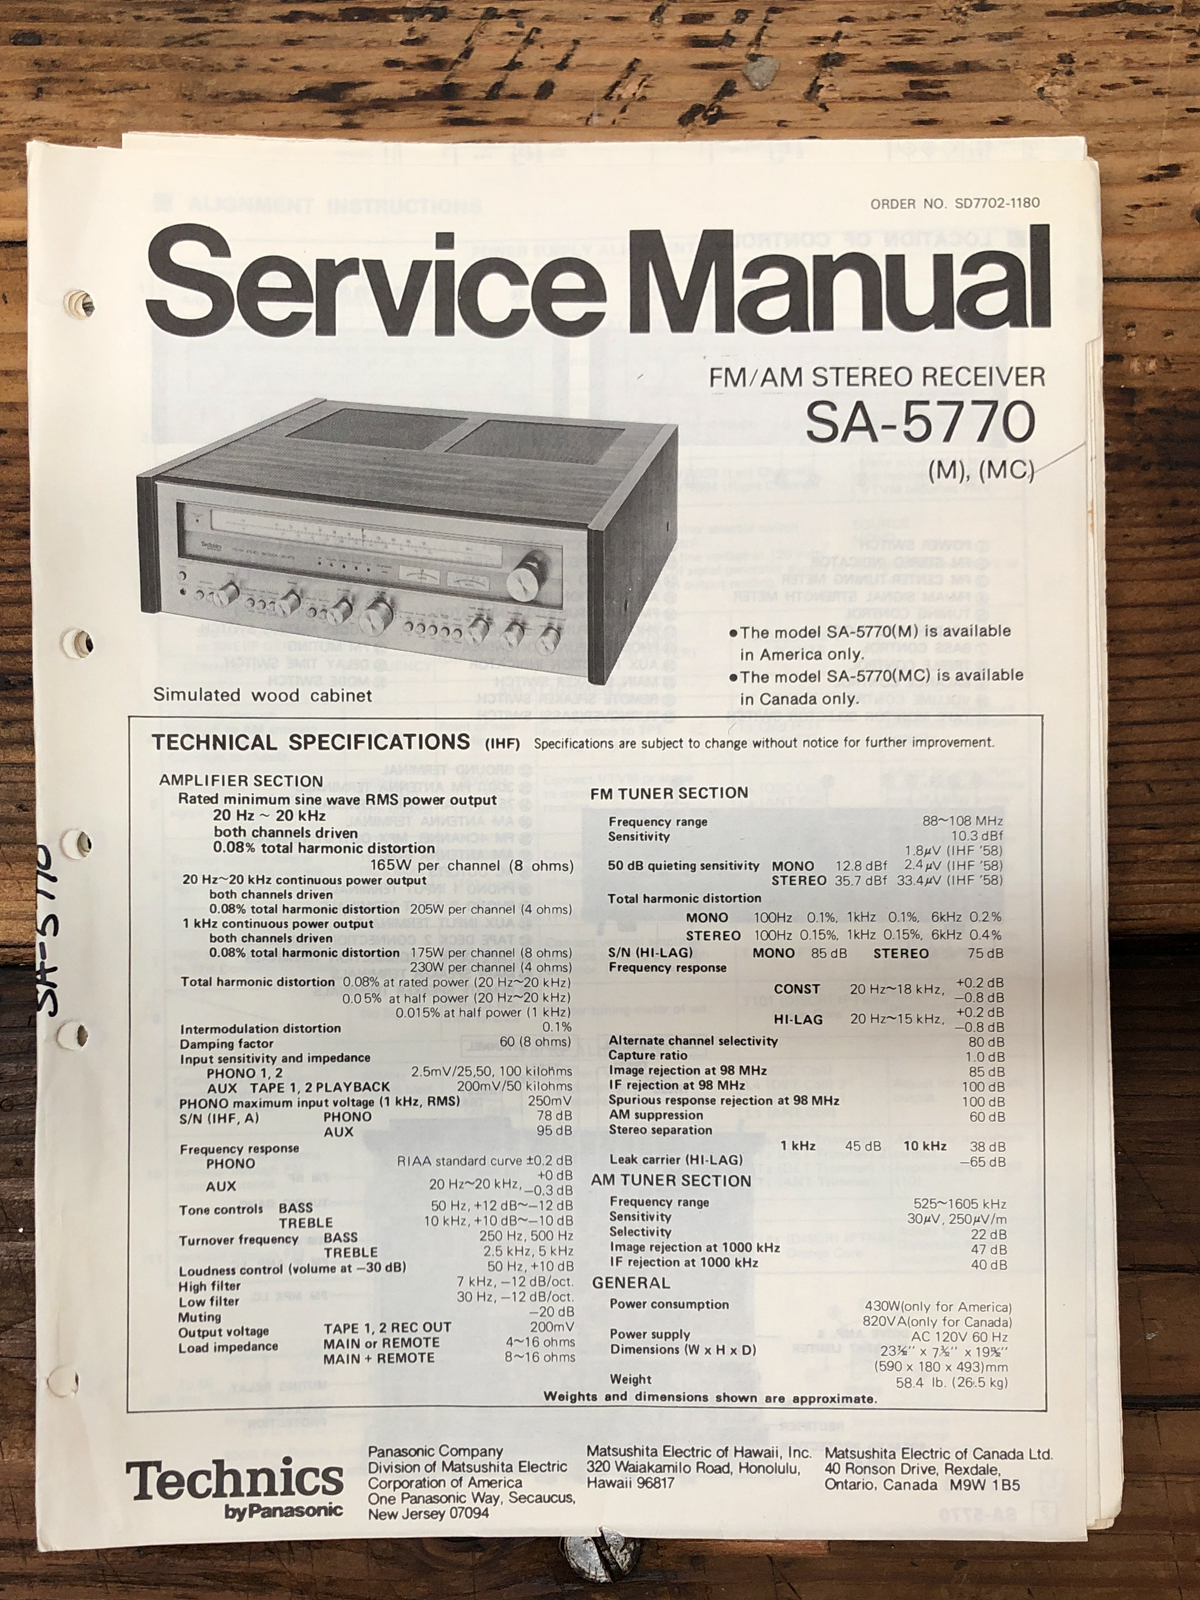 ORDER NO. SD7702-1180
Service Manual
FM/AM STEREO RECEIVER
SA-5770
(M), (MC)
Technics
Simulated wood cabinet
●The model SA-5770(M) is available
in America only.
●The model SA-5770(MC) is available
in Canada only.
SA-5770
TECHNICAL SPECIFICATIONS (IHF) Specifications are subject to change without notice for further improvement.
AMPLIFIER SECTION
Rated minimum sine wave RMS power output
20 Hz ~ 20 kHz
both channels driven
0.08% total harmonic distortion
165W per channel (8 ohms)
20 Hz~20 kHz continuous power output
both channels driven
0.08% total harmonic distortion 205W per channel (4 ohms)
1 kHz continuous power output
both channels driven
0.08% total harmonic distortion 175W per channel (8 ohms)
230W per channel (4 ohms)
Total harmonic distortion 0.08% at rated power (20 Hz~20 kHz)
0.05% at half power (20 Hz~20 kHz)
0.015% at half power (1 kHz)
Intermodulation distortion 0.1%
Damping factor 60 (8 ohms)
Input sensitivity and impedance
PHONO 1, 2 2.5mV/25,50, 100 kilohms
AUX TAPE 1, 2 PLAYBACK 200mV/50 kilohms
PHONO maximum input voltage (1 kHz, RMS) 250mV
S/N (IHF, A) PHONO 78 dB
AUX 95 dB
Frequency response
PHONO RIAA standard curve ±0.2 dB
AUX 20 Hz~20 kHz, +0 dB
−0.3 dB
Tone controls BASS 50 Hz, +12 dB~−12 dB
TREBLE 10 kHz, +10 dB~−10 dB
Turnover frequency BASS 250 Hz, 500 Hz
TREBLE 2.5 kHz, 5 kHz
Loudness control (volume at −30 dB) 50 Hz, +10 dB
High filter 7 kHz, −12 dB/oct.
Low filter 30 Hz, −12 dB/oct.
Muting −20 dB
Output voltage TAPE 1, 2 REC OUT 200mV
Load impedance MAIN or REMOTE 4~16 ohms
MAIN + REMOTE 8~16 ohms
FM TUNER SECTION
Frequency range 88~108 MHz
Sensitivity 10.3 dBf
1.8μV (IHF '58)
50 dB quieting sensitivity MONO 12.8 dBf 2.4μV (IHF '58)
STEREO 35.7 dBf 33.4μV (IHF '58)
Total harmonic distortion
MONO 100Hz 0.1%, 1kHz 0.1%, 6kHz 0.2%
STEREO 100Hz 0.15%, 1kHz 0.15%, 6kHz 0.4%
S/N (HI-LAG) MONO 85 dB STEREO 75 dB
Frequency response
CONST 20 Hz~18 kHz, +0.2 dB
−0.8 dB
HI-LAG 20 Hz~15 kHz, +0.2 dB
−0.8 dB
Alternate channel selectivity 80 dB
Capture ratio 1.0 dB
Image rejection at 98 MHz 85 dB
IF rejection at 98 MHz 100 dB
Spurious response rejection at 98 MHz 100 dB
AM suppression 60 dB
Stereo separation
1 kHz 45 dB 10 kHz 38 dB
Leak carrier (HI-LAG) −65 dB
AM TUNER SECTION
Frequency range 525~1605 kHz
Sensitivity 30μV, 250μV/m
Selectivity 22 dB
Image rejection at 1000 kHz 47 dB
IF rejection at 1000 kHz 40 dB
GENERAL
Power consumption 430W(only for America)
820VA(only for Canada)
Power supply AC 120V 60 Hz
Dimensions (W x H x D)
(590 x 180 x 493)mm
Weight 58.4 lb. (26.5 kg)
Weights and dimensions shown are approximate.
Technics
by Panasonic
Panasonic Company
Division of Matsushita Electric
Corporation of America
One Panasonic Way, Secaucus,
New Jersey 07094
Matsushita Electric of Hawaii, Inc.
320 Waiakamilo Road, Honolulu,
Hawaii 96817
Matsushita Electric of Canada Ltd.
40 Ronson Drive, Rexdale,
Ontario, Canada M9W 1B5